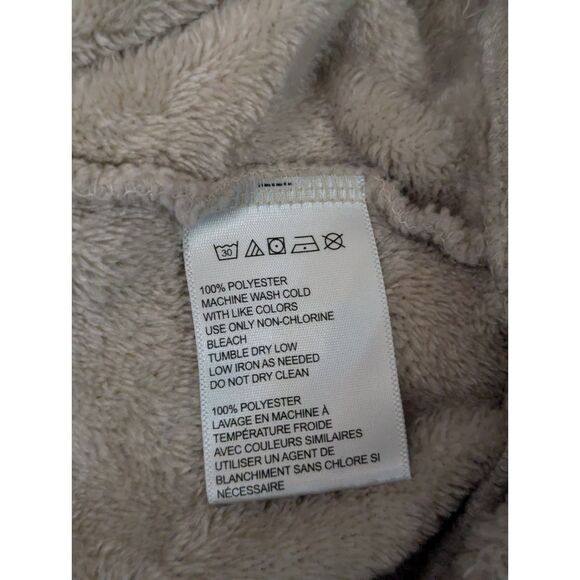 30
100% POLYESTER
MACHINE WASH COLD
WITH LIKE COLORS
USE ONLY NON-CHLORINE
BLEACH
TUMBLE DRY LOW
LOW IRON AS NEEDED
DO NOT DRY CLEAN
100% POLYESTER
LAVAGE EN MACHINE À
TEMPÉRATURE FROIDE
AVEC COULEURS SIMILAIRES
UTILISER UN AGENT DE
BLANCHIMENT SANS CHLORE SI
NÉCESSAIRE